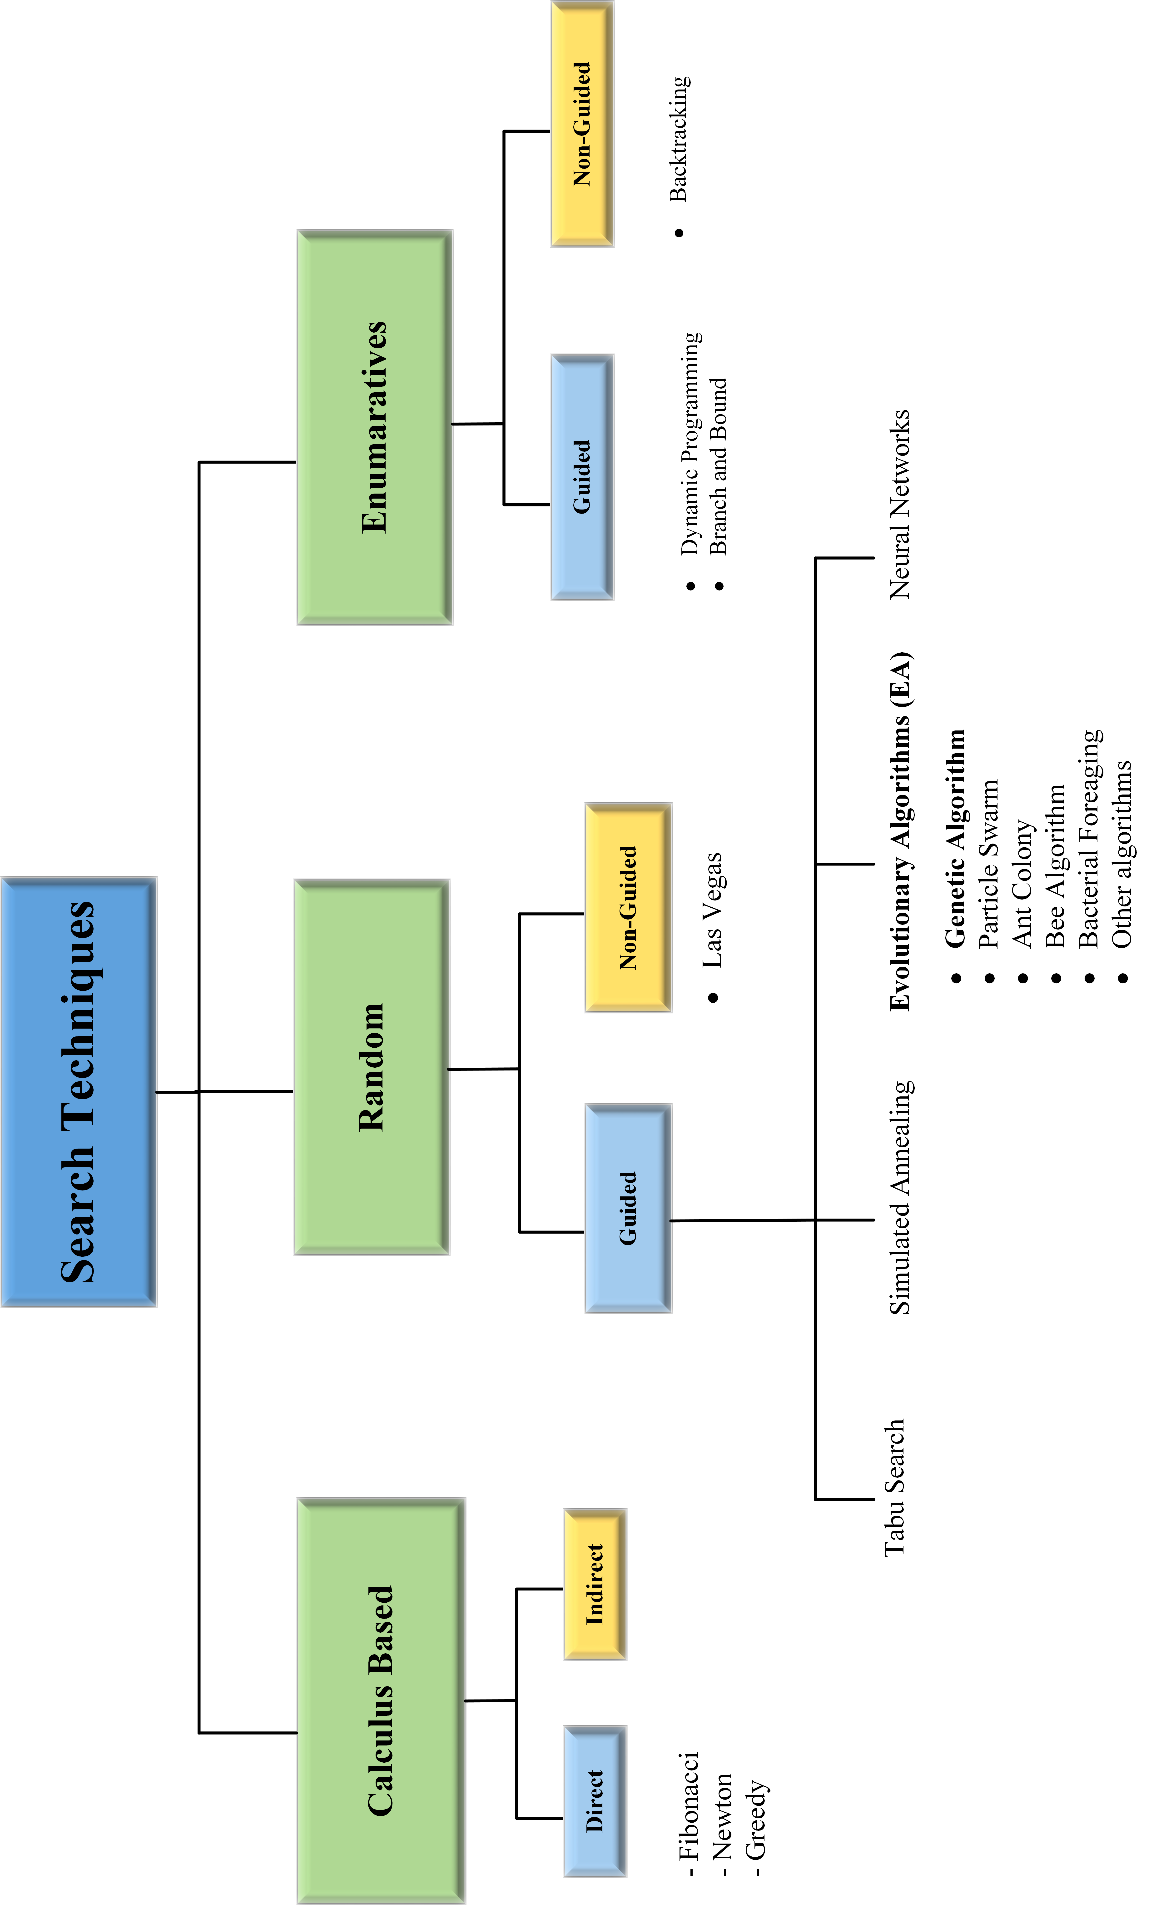 Search Techniques
Calculus Based
Random
Enumaratives
Direct
Indirect
Guided
Non-Guided
Guided
Non-Guided
- Fibonacci
- Newton
- Greedy
• Las Vegas
• Dynamic Programming
• Branch and Bound
• Backtracking
Tabu Search
Simulated Annealing
Evolutionary Algorithms (EA)
Neural Networks
• Genetic Algorithm
• Particle Swarm
• Ant Colony
• Bee Algorithm
• Bacterial Foreaging
• Other algorithms